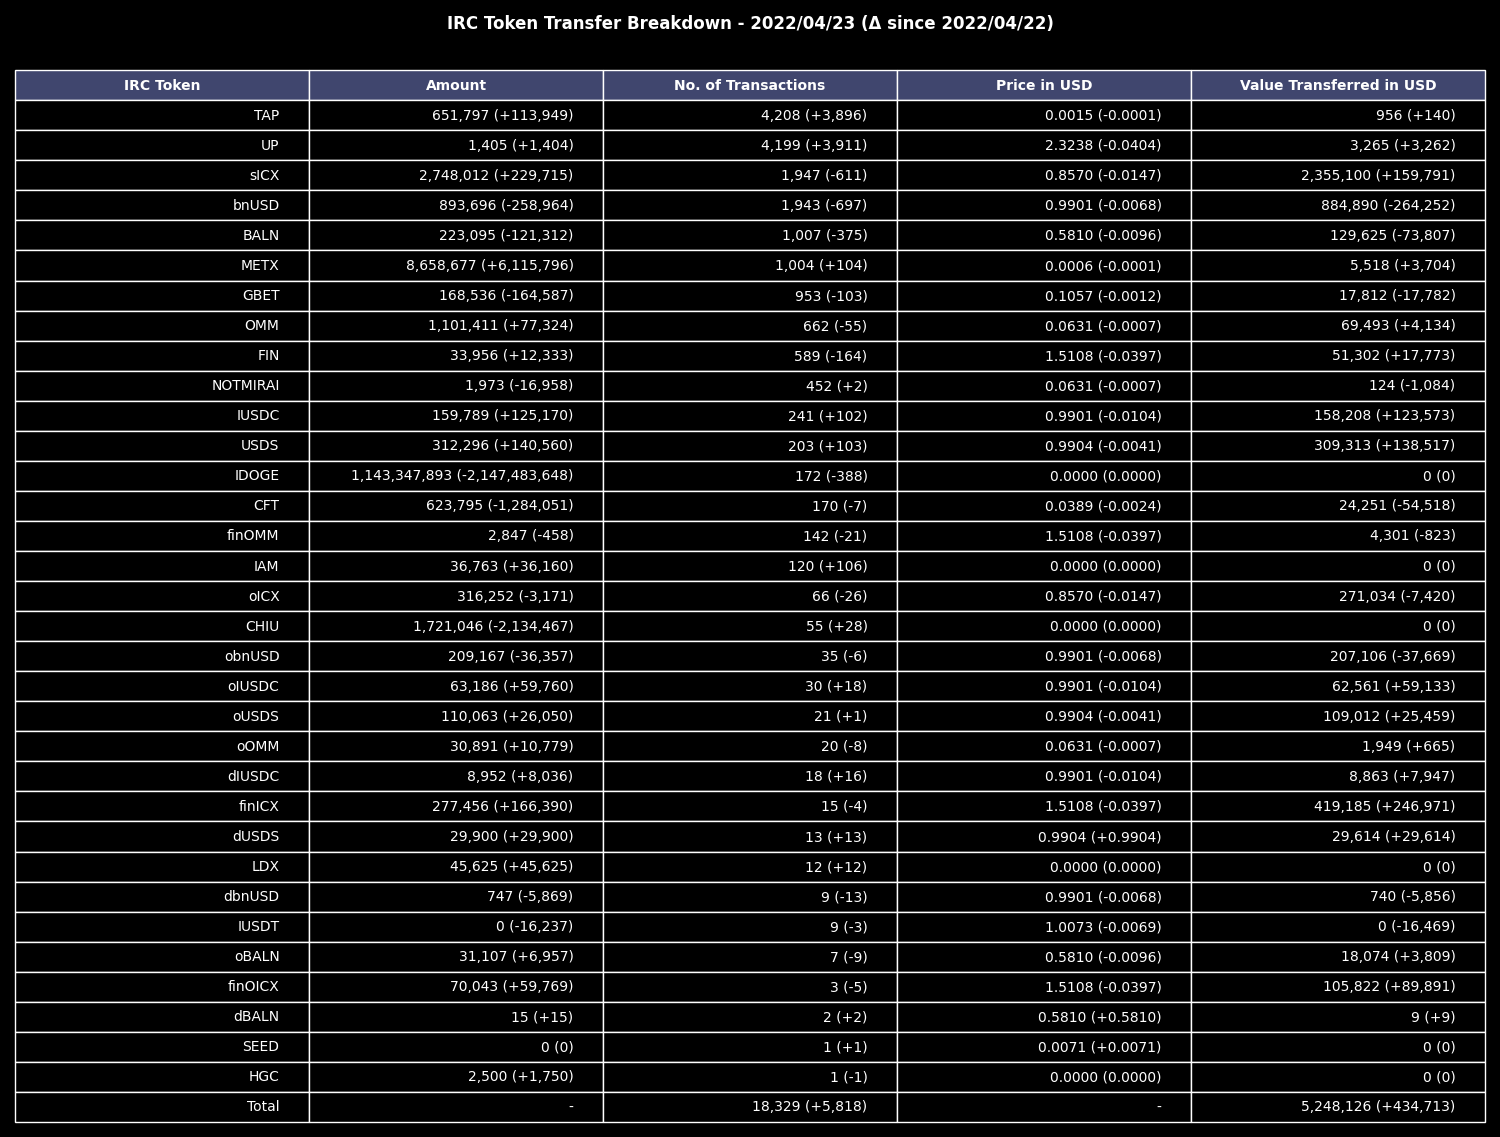 IRC Token Transfer Breakdown - 2022/04/23 (Δ since 2022/04/22)
IRC Token Amount No. of Transactions Price in USD Value Transferred in USD
TAP 651,797 (+113,949) 4,208 (+3,896) 0.0015 (-0.0001) 956 (+140)
UP 1,405 (+1,404) 4,199 (+3,911) 2.3238 (-0.0404) 3,265 (+3,262)
sICX 2,748,012 (+229,715) 1,947 (-611) 0.8570 (-0.0147) 2,355,100 (+159,791)
bnUSD 893,696 (-258,964) 1,943 (-697) 0.9901 (-0.0068) 884,890 (-264,252)
BALN 223,095 (-121,312) 1,007 (-375) 0.5810 (-0.0096) 129,625 (-73,807)
METX 8,658,677 (+6,115,796) 1,004 (+104) 0.0006 (-0.0001) 5,518 (+3,704)
GBET 168,536 (-164,587) 953 (-103) 0.1057 (-0.0012) 17,812 (-17,782)
OMM 1,101,411 (+77,324) 662 (-55) 0.0631 (-0.0007) 69,493 (+4,134)
FIN 33,956 (+12,333) 589 (-164) 1.5108 (-0.0397) 51,302 (+17,773)
NOTMIRAI 1,973 (-16,958) 452 (+2) 0.0631 (-0.0007) 124 (-1,084)
IUSDC 159,789 (+125,170) 241 (+102) 0.9901 (-0.0104) 158,208 (+123,573)
USDS 312,296 (+140,560) 203 (+103) 0.9904 (-0.0041) 309,313 (+138,517)
IDOGE 1,143,347,893 (-2,147,483,648) 172 (-388) 0.0000 (0.0000) 0 (0)
CFT 623,795 (-1,284,051) 170 (-7) 0.0389 (-0.0024) 24,251 (-54,518)
finOMM 2,847 (-458) 142 (-21) 1.5108 (-0.0397) 4,301 (-823)
IAM 36,763 (+36,160) 120 (+106) 0.0000 (0.0000) 0 (0)
oICX 316,252 (-3,171) 66 (-26) 0.8570 (-0.0147) 271,034 (-7,420)
CHIU 1,721,046 (-2,134,467) 55 (+28) 0.0000 (0.0000) 0 (0)
obnUSD 209,167 (-36,357) 35 (-6) 0.9901 (-0.0068) 207,106 (-37,669)
oIUSDC 63,186 (+59,760) 30 (+18) 0.9901 (-0.0104) 62,561 (+59,133)
oUSDS 110,063 (+26,050) 21 (+1) 0.9904 (-0.0041) 109,012 (+25,459)
oOMM 30,891 (+10,779) 20 (-8) 0.0631 (-0.0007) 1,949 (+665)
dIUSDC 8,952 (+8,036) 18 (+16) 0.9901 (-0.0104) 8,863 (+7,947)
finICX 277,456 (+166,390) 15 (-4) 1.5108 (-0.0397) 419,185 (+246,971)
dUSDS 29,900 (+29,900) 13 (+13) 0.9904 (+0.9904) 29,614 (+29,614)
LDX 45,625 (+45,625) 12 (+12) 0.0000 (0.0000) 0 (0)
dbnUSD 747 (-5,869) 9 (-13) 0.9901 (-0.0068) 740 (-5,856)
IUSDT 0 (-16,237) 9 (-3) 1.0073 (-0.0069) 0 (-16,469)
oBALN 31,107 (+6,957) 7 (-9) 0.5810 (-0.0096) 18,074 (+3,809)
finOICX 70,043 (+59,769) 3 (-5) 1.5108 (-0.0397) 105,822 (+89,891)
dBALN 15 (+15) 2 (+2) 0.5810 (+0.5810) 9 (+9)
SEED 0 (0) 1 (+1) 0.0071 (+0.0071) 0 (0)
HGC 2,500 (+1,750) 1 (-1) 0.0000 (0.0000) 0 (0)
Total - 18,329 (+5,818) - 5,248,126 (+434,713)